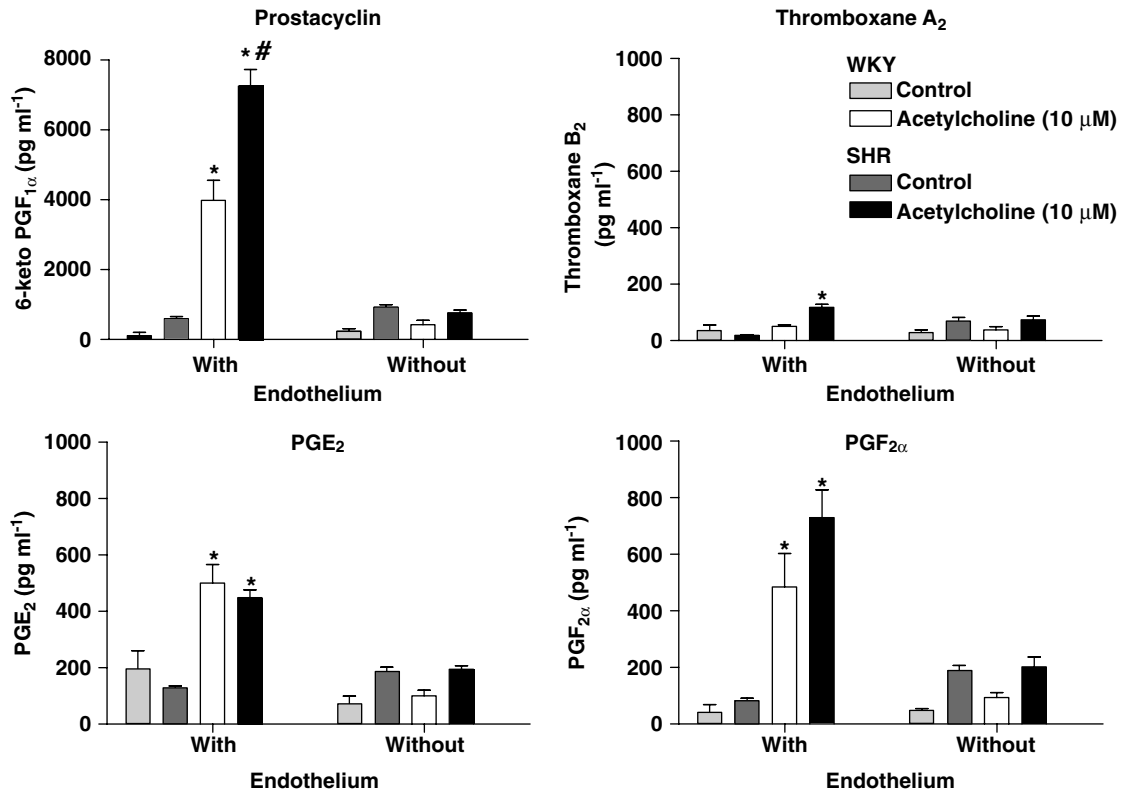 Prostacyclin
8000
6000
4000
2000
0
6-keto PGF1α (pg ml-1)
*
* #
With
Without
Endothelium
Thromboxane A2
1000
800
600
400
200
0
Thromboxane B2
(pg ml-1)
WKY
Control
Acetylcholine (10 μM)
SHR
Control
Acetylcholine (10 μM)
*
With
Without
Endothelium
PGE2
1000
800
600
400
200
0
PGE2 (pg ml-1)
*
*
With
Without
Endothelium
PGF2α
1000
800
600
400
200
0
PGF2α (pg ml-1)
*
*
With
Without
Endothelium